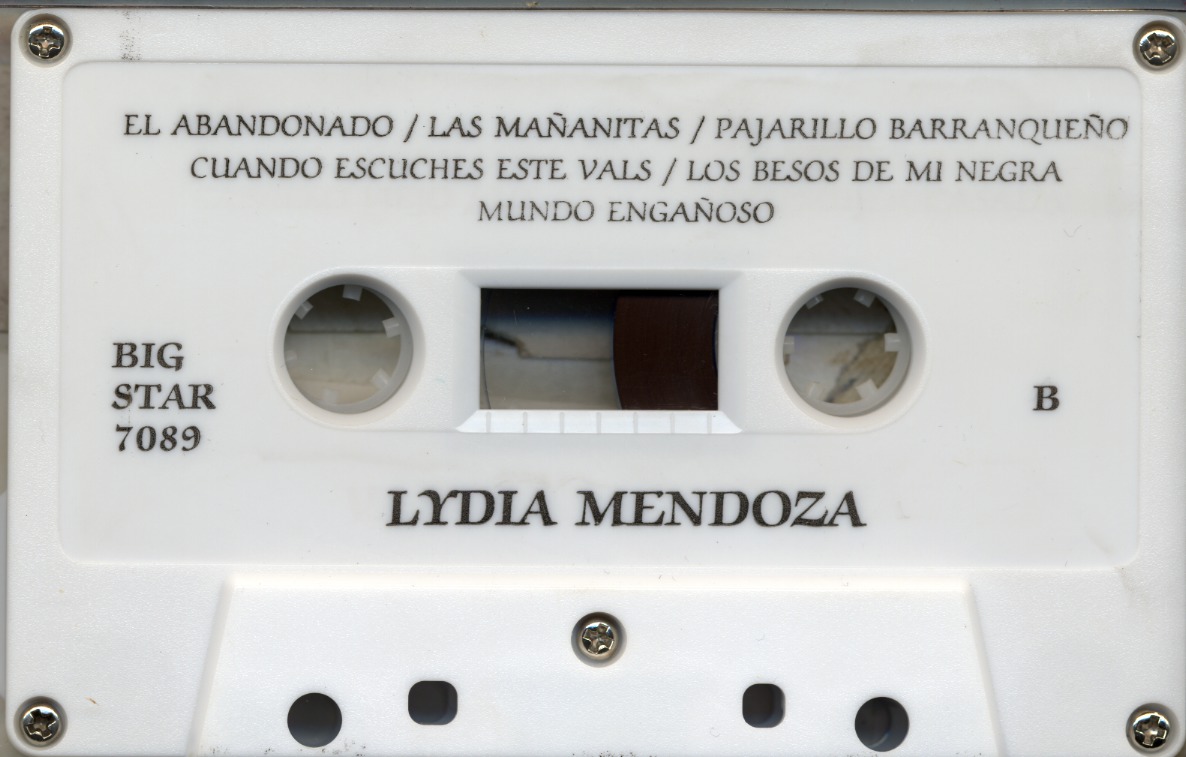 EL ABANDONADO / LAS MAÑANITAS / PAJARILLO BARRANQUEÑO
CUANDO ESCUCHES ESTE VALS / LOS BESOS DE MI NEGRA
MUNDO ENGAÑOSO
BIG
STAR
7089
B
LYDIA MENDOZA